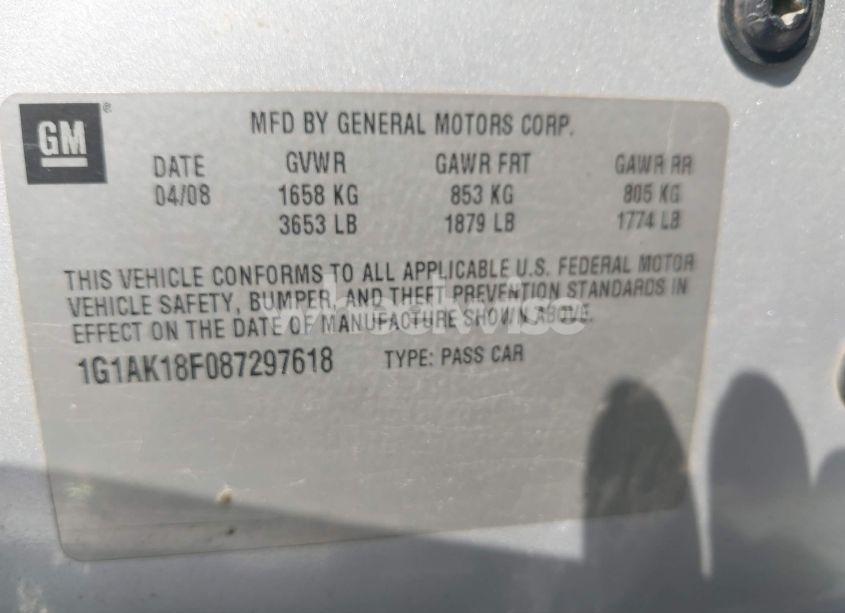 GM®
MFD BY GENERAL MOTORS CORP.
DATE GVWR GAWR FRT GAWR RR
04/08 1658 KG 853 KG 805 KG
3653 LB 1879 LB 1774 LB
THIS VEHICLE CONFORMS TO ALL APPLICABLE U.S. FEDERAL MOTOR
VEHICLE SAFETY, BUMPER, AND THEFT PREVENTION STANDARDS IN
EFFECT ON THE DATE OF MANUFACTURE SHOWN ABOVE.
wheelwise
1G1AK18F087297618 TYPE: PASS CAR